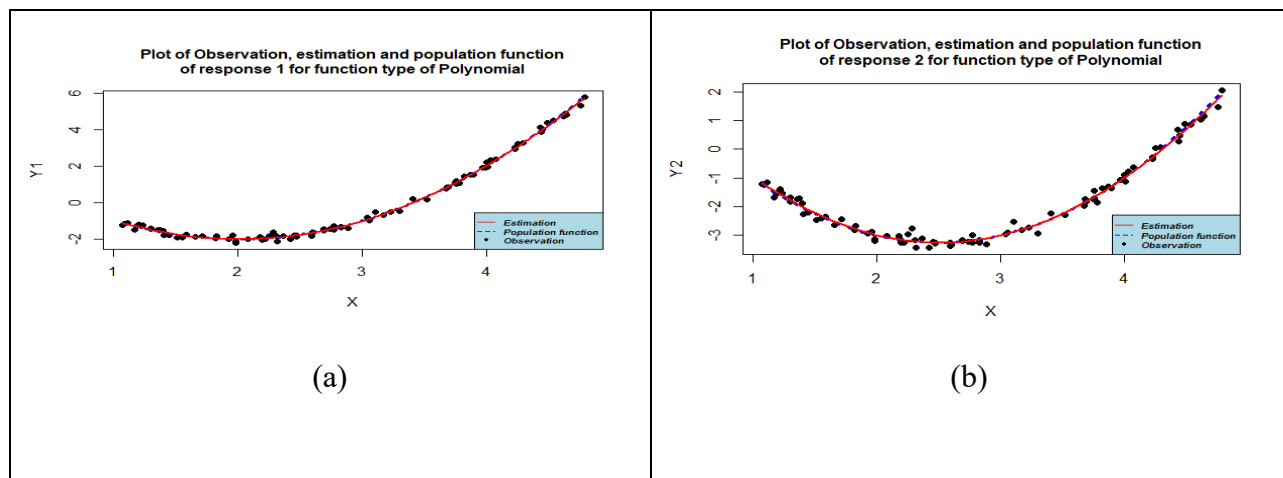 Plot of Observation, estimation and population function
of response 1 for function type of Polynomial
Y1
6
4
2
0
-2
1
2
3
4
X
Estimation
Population function
Observation
(a)
Plot of Observation, estimation and population function
of response 2 for function type of Polynomial
Y2
2
1
0
-1
-2
-3
1
2
3
4
X
Estimation
Population function
Observation
(b)